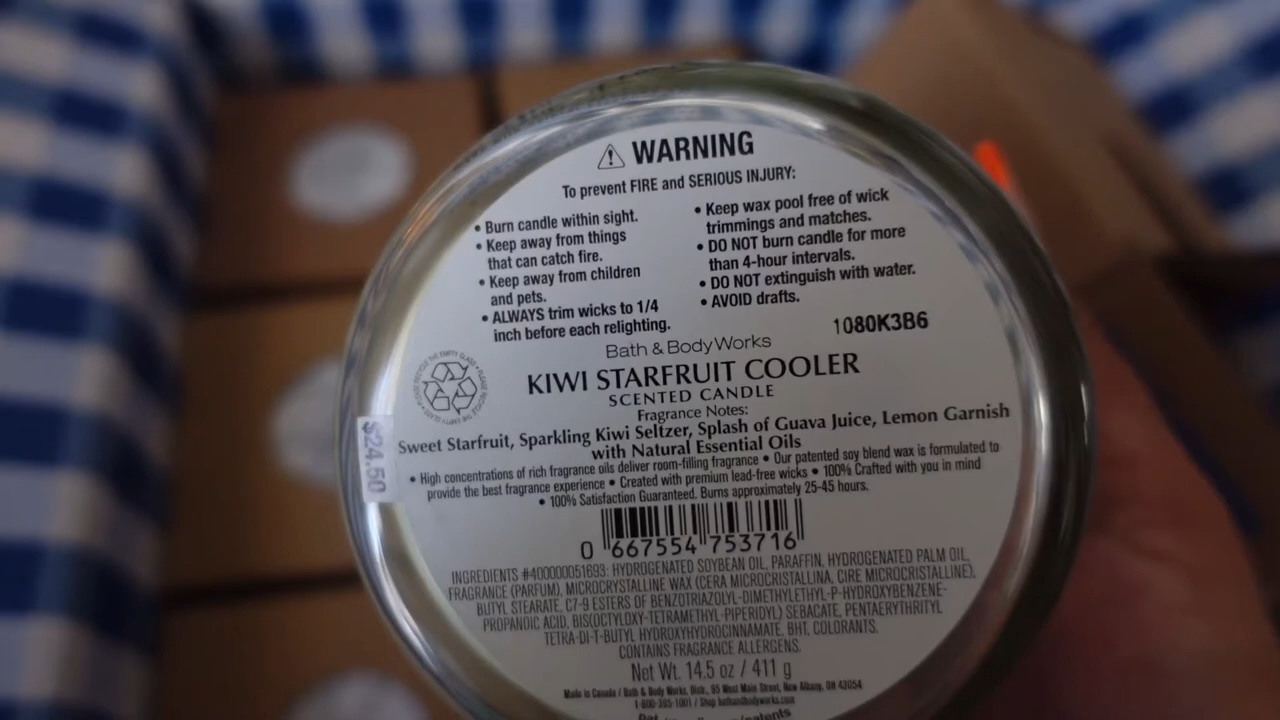 WARNING
To prevent FIRE and SERIOUS INJURY:
• Burn candle within sight.
• Keep away from things
that can catch fire.
• Keep away from children
and pets.
• ALWAYS trim wicks to 1/4
inch before each relighting.
• Keep wax pool free of wick
trimmings and matches.
• DO NOT burn candle for more
than 4-hour intervals.
• DO NOT extinguish with water.
• AVOID drafts.
1080K3B6
Bath & Body Works
KIWI STARFRUIT COOLER
SCENTED CANDLE
Fragrance Notes:
Sweet Starfruit, Sparkling Kiwi Seltzer, Splash of Guava Juice, Lemon Garnish
with Natural Essential Oils
• High concentrations of rich fragrance oils deliver room-filling fragrance • Our patented soy blend wax is formulated to
provide the best fragrance experience • Created with premium lead-free wicks • 100% Crafted with you in mind
• 100% Satisfaction Guaranteed. Burns approximately 25-45 hours.
$24.50
0 667554 753716
INGREDIENTS #400000051693: HYDROGENATED SOYBEAN OIL, PARAFFIN, HYDROGENATED PALM OIL,
FRAGRANCE (PARFUM), MICROCRYSTALLINE WAX (CERA MICROCRISTALLINA, CIRE MICROCRISTALLINE),
BUTYL STEARATE, C7-9 ESTERS OF BENZOTRIAZOLYL-DIMETHYLETHYL-P-HYDROXYBENZENE-
PROPANOIC ACID, BIS(OCTYLOXY-TETRAMETHYL-PIPERIDYL) SEBACATE, PENTAERYTHRITYL
TETRA-DI-T-BUTYL HYDROXYHYDROCINNAMATE, BHT, COLORANTS.
CONTAINS FRAGRANCE ALLERGENS.
Net Wt. 14.5 oz / 411 g
Made in Canada / Bath & Body Works, Distr., 95 West Main Street, New Albany, OH 43054
1-800-395-1001 / Shop bathandbodyworks.com